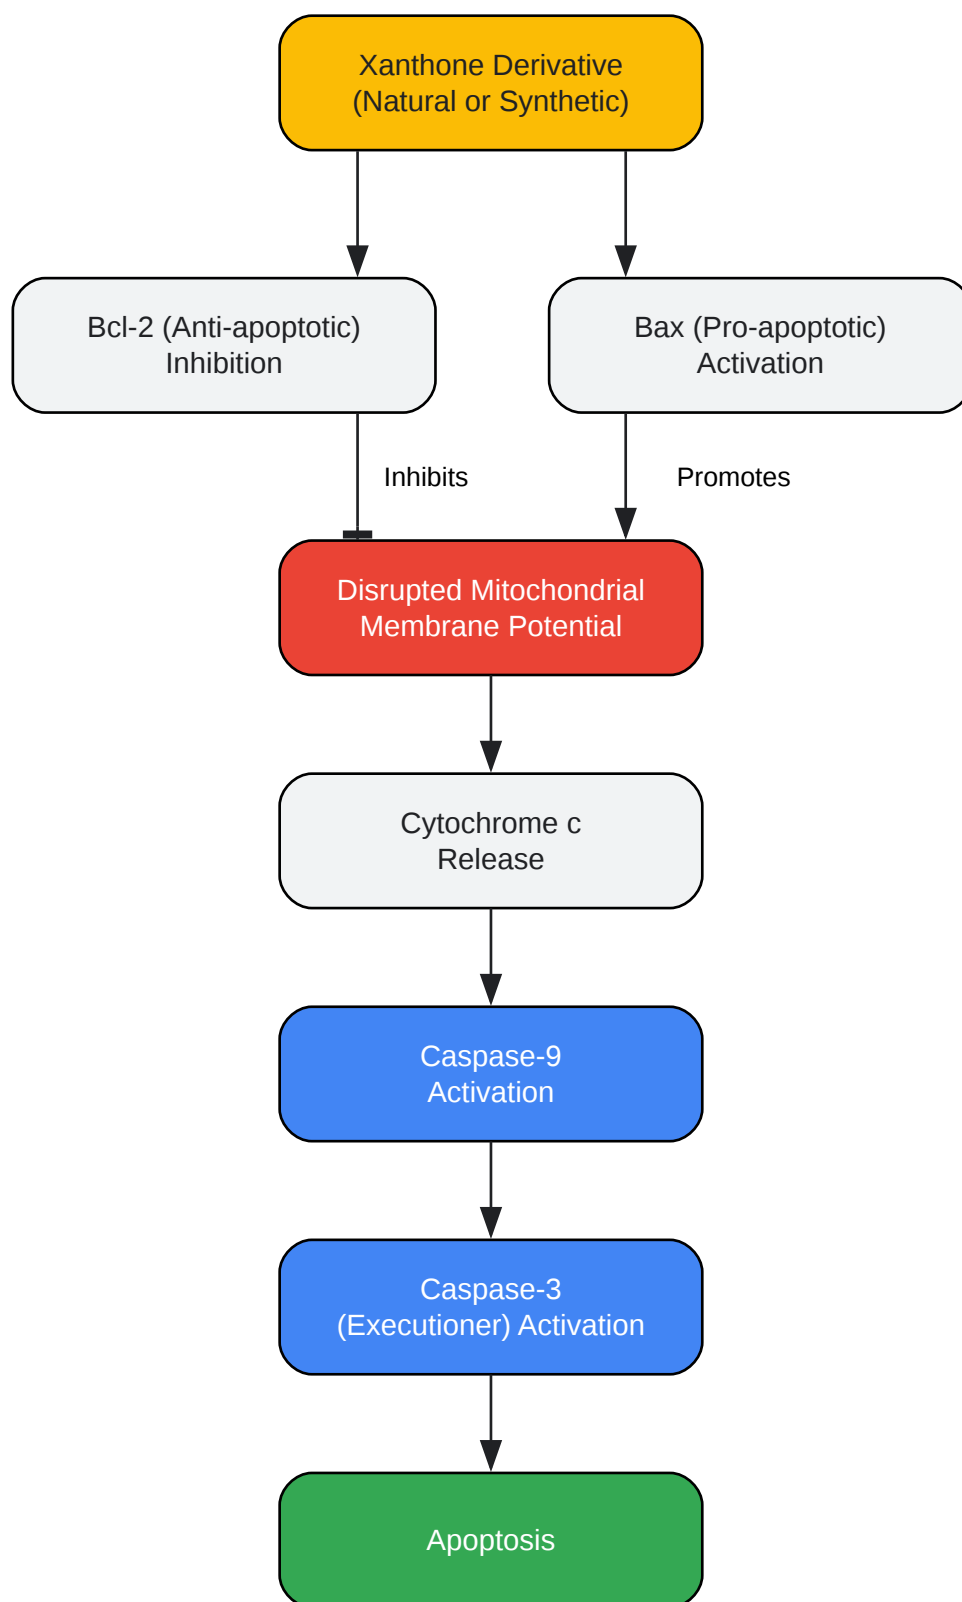 Xanthone Derivative
(Natural or Synthetic)
Bcl-2 (Anti-apoptotic)
Inhibition
Bax (Pro-apoptotic)
Activation
Inhibits
Promotes
Disrupted Mitochondrial
Membrane Potential
Cytochrome c
Release
Caspase-9
Activation
Caspase-3
(Executioner) Activation
Apoptosis